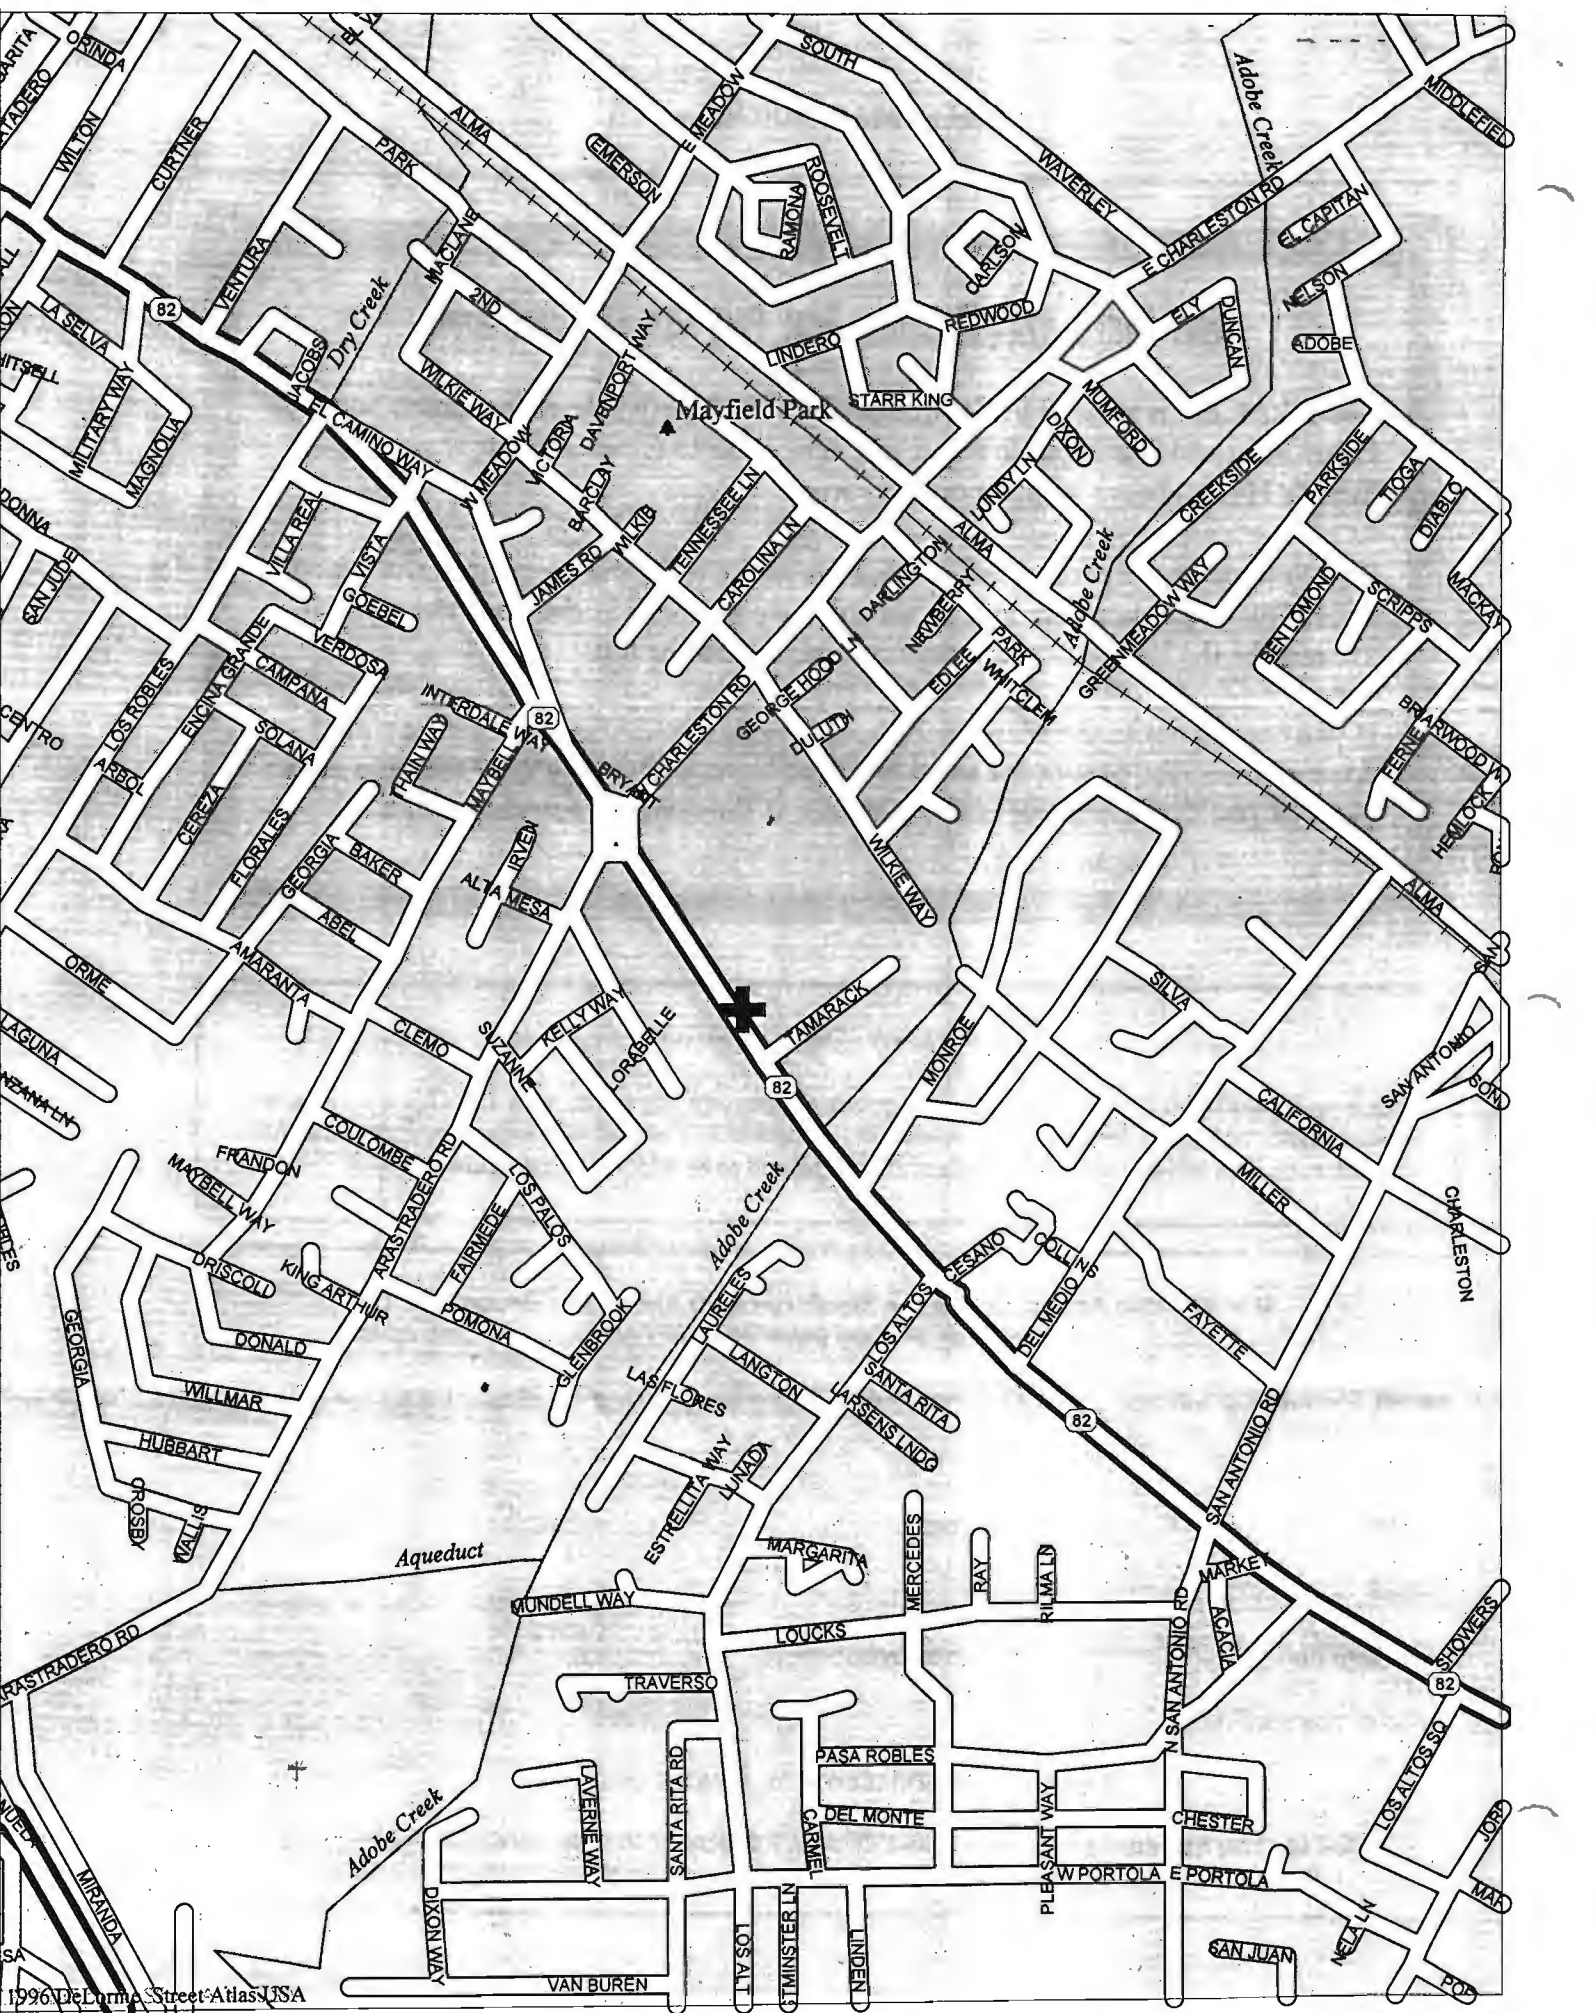 ORINDA
WILTON
CURTNER
ALMA
PARK
EMERSON
E MEADOW
SOUTH
ROOSEVELT
RAMONA
CARLSON
WAVERLEY
Adobe Creek
MIDDLEFIELD
E CHARLESTON RD
EL CAPITAN
NELSON
ADOBE
ELY
DUNCAN
REDWOOD
LINDERO
STARR KING
MACLANE
2ND
VENTURA
82
LA SELVA
JACOBS
Dry Creek
MILITARY WAY
MAGNOLIA
EL CAMINO WAY
WILKIE WAY
W MEADOW
VICTORIA
DAVENPORT WAY
BARCLAY
Mayfield Park
MUMFORD
DIXON
LUNDY LN
CREEKSIDE
PARKSIDE
TIOGA
DIABLO
MACKAY
SCRIPPS
BEN LOMOND
GREENMEADOW WAY
Adobe Creek
ALMA
DARLINGTON
NEWBERRY
PARK
WHITCLEM
EDLEE
GEORGE HOOD LN
DULUTH
TENNESSEE LN
CAROLINA LN
JAMES RD
VILLA REAL
VISTA
GOEBEL
VERDOSA
SAN JUDE
LOS ROBLES
ENCINA GRANDE
CAMPANA
SOLANA
ARBOL
CEREZA
FLORALES
INTERDALE WAY
THAIN WAY
MAYBELL
82
W CHARLESTON RD
BRIARWOOD W
FERNE
HEMLOCK
ALMA
WILKIE WAY
IRVEN
ALTA MESA
BAKER
GEORGIA
ABEL
AMARANTA
ORME
LAGUNA
CLEMO
SUZANNE
KELLY WAY
LORABELLE
TAMARACK
82
MONROE
SILVA
SAN ANTONIO
CALIFORNIA
MILLER
CHARLESTON
COULOMBE
FRANDON
MAYBELL WAY
ARASTRADERO RD
LOS PALOS
FAIRMEDE
DRISCOLL
KING ARTHUR
POMONA
GLENBROOK
Adobe Creek
LAURELES
CESANO
COLLINS
DEL MEDIO
FAYETTE
LOS ALTOS
SANTA RITA
LARSENS LNDG
LANGTON
LAS FLORES
GEORGIA
DONALD
WILLMAR
HUBBART
CROSBY
WALLIS
ESTRELLITA WAY
LUNADA
82
SAN ANTONIO RD
Aqueduct
MUNDELL WAY
MARGARITA
MERCEDES
RAY
RILMA LN
MARKET
ACACIA
SHOWERS
LOUCKS
TRAVERSO
N SAN ANTONIO RD
82
ARASTRADERO RD
PASA ROBLES
DEL MONTE
CARMEL
PLEASANT WAY
CHESTER
LOS ALTOS SQ
SANTA RITA RD
LAVERNE WAY
Adobe Creek
W PORTOLA
E PORTOLA
MIRANDA
DIXON WAY
LINDEN
SAN JUAN
NELA LN
VAN BUREN
1996 DeLorme Street Atlas USA